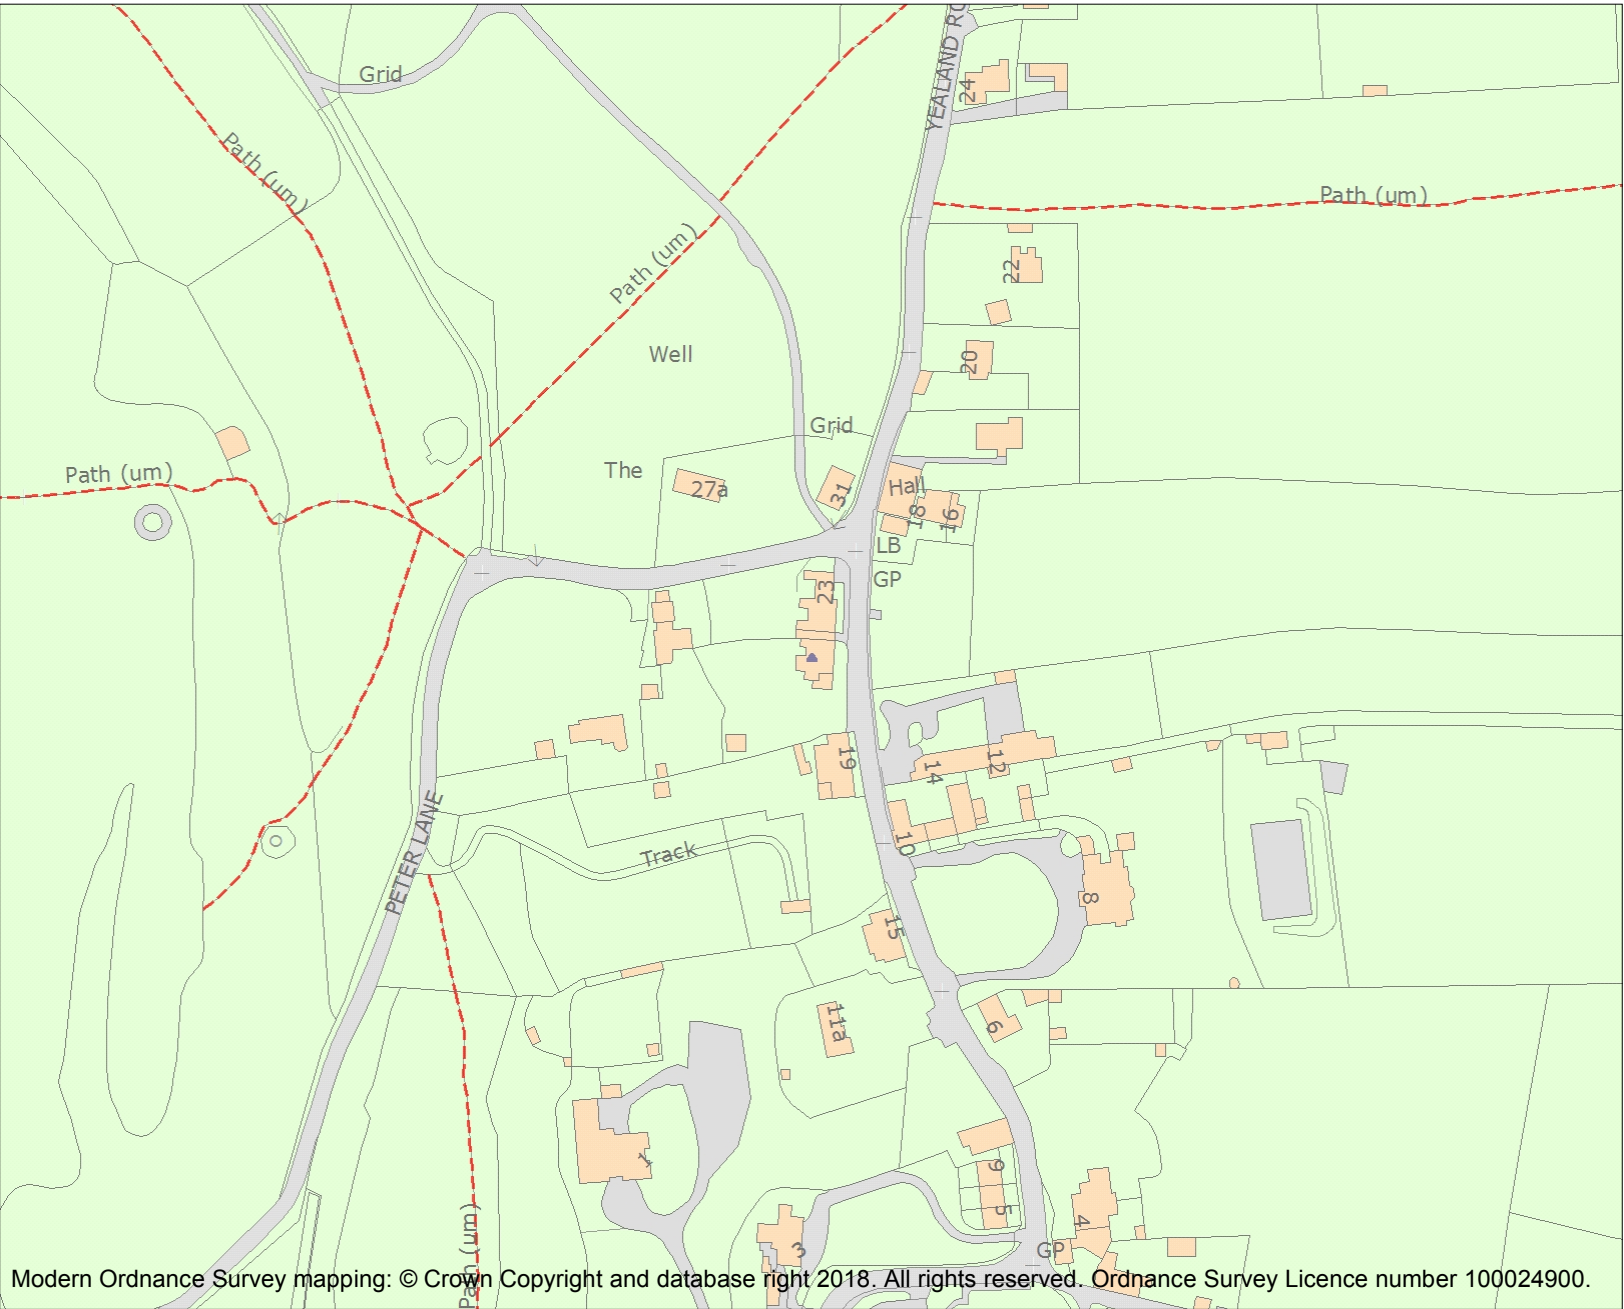 Grid
YEALAND RO
24
Path (um)
Path (um)
Path (um)
22
Well
20
Grid
The
Path (um)
27a
31
Hall
18
16
LB
GP
23
19
14
12
PETER LANE
Track
10
8
15
11a
6
1
9
5
4
3
GP
Path (um)
Modern Ordnance Survey mapping: © Crown Copyright and database right 2018. All rights reserved. Ordnance Survey Licence number 100024900.